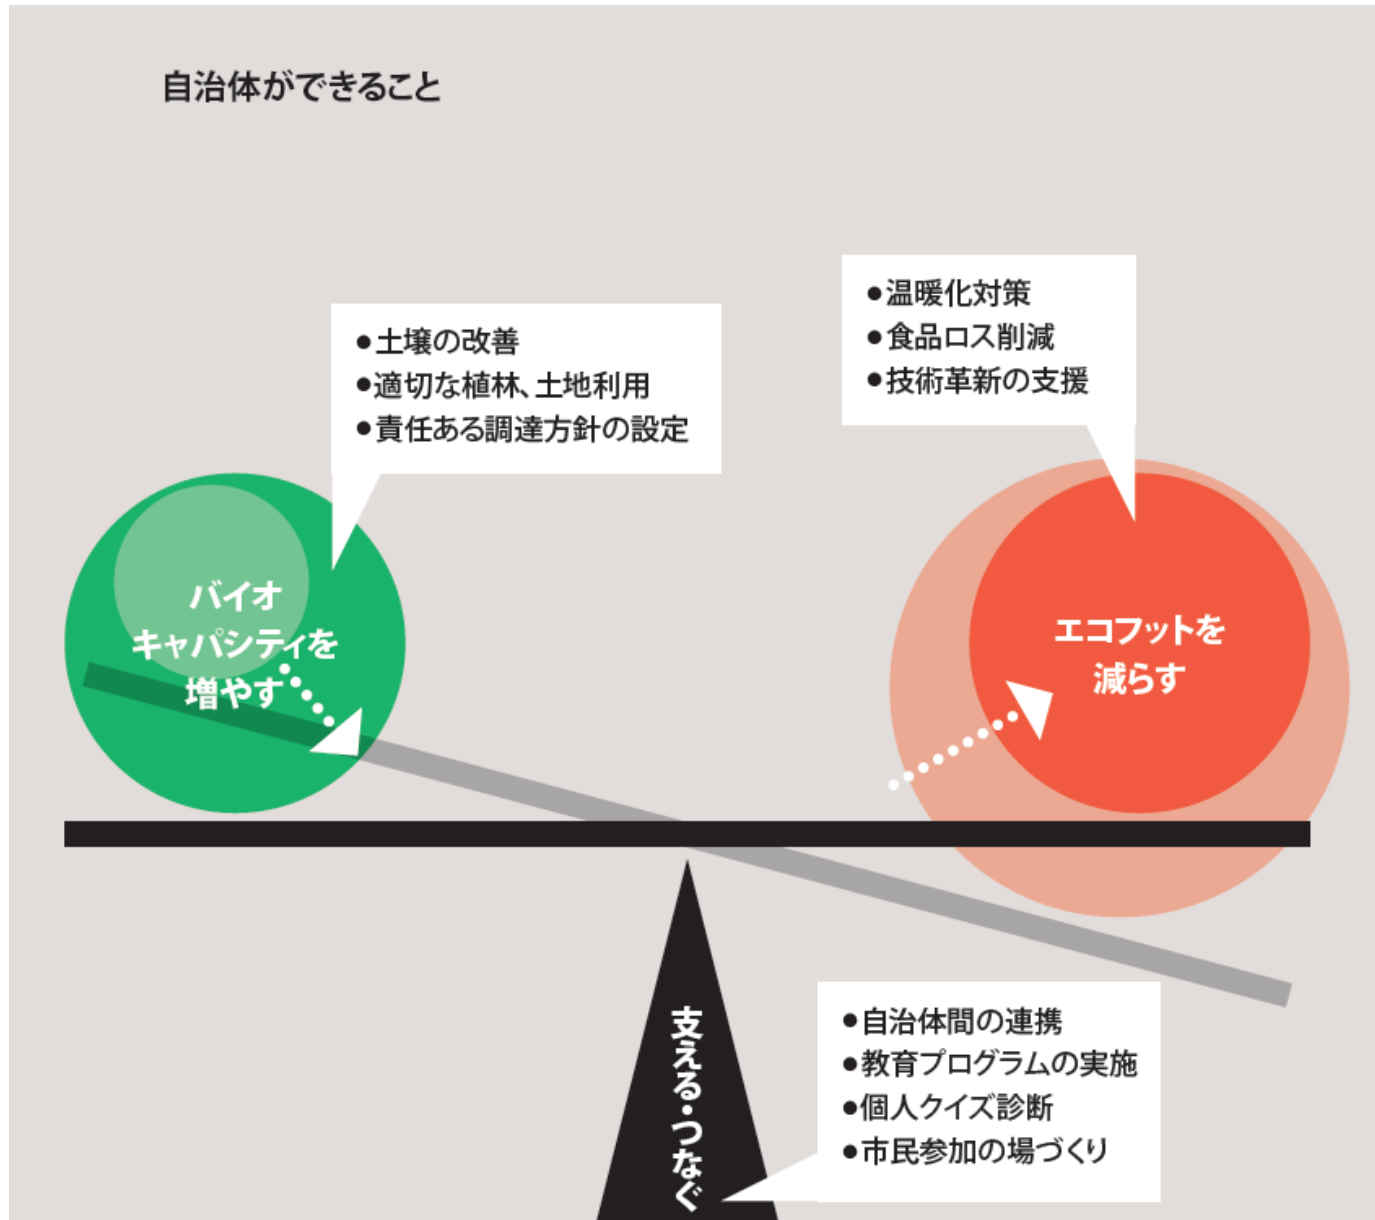 自治体ができること
●土壌の改善
●適切な植林、土地利用
●責任ある調達方針の設定
●温暖化対策
●食品ロス削減
●技術革新の支援
バイオ
キャパシティを
増やす
エコフットを
減らす
支える・つなぐ
●自治体間の連携
●教育プログラムの実施
●個人クイズ診断
●市民参加の場づくり